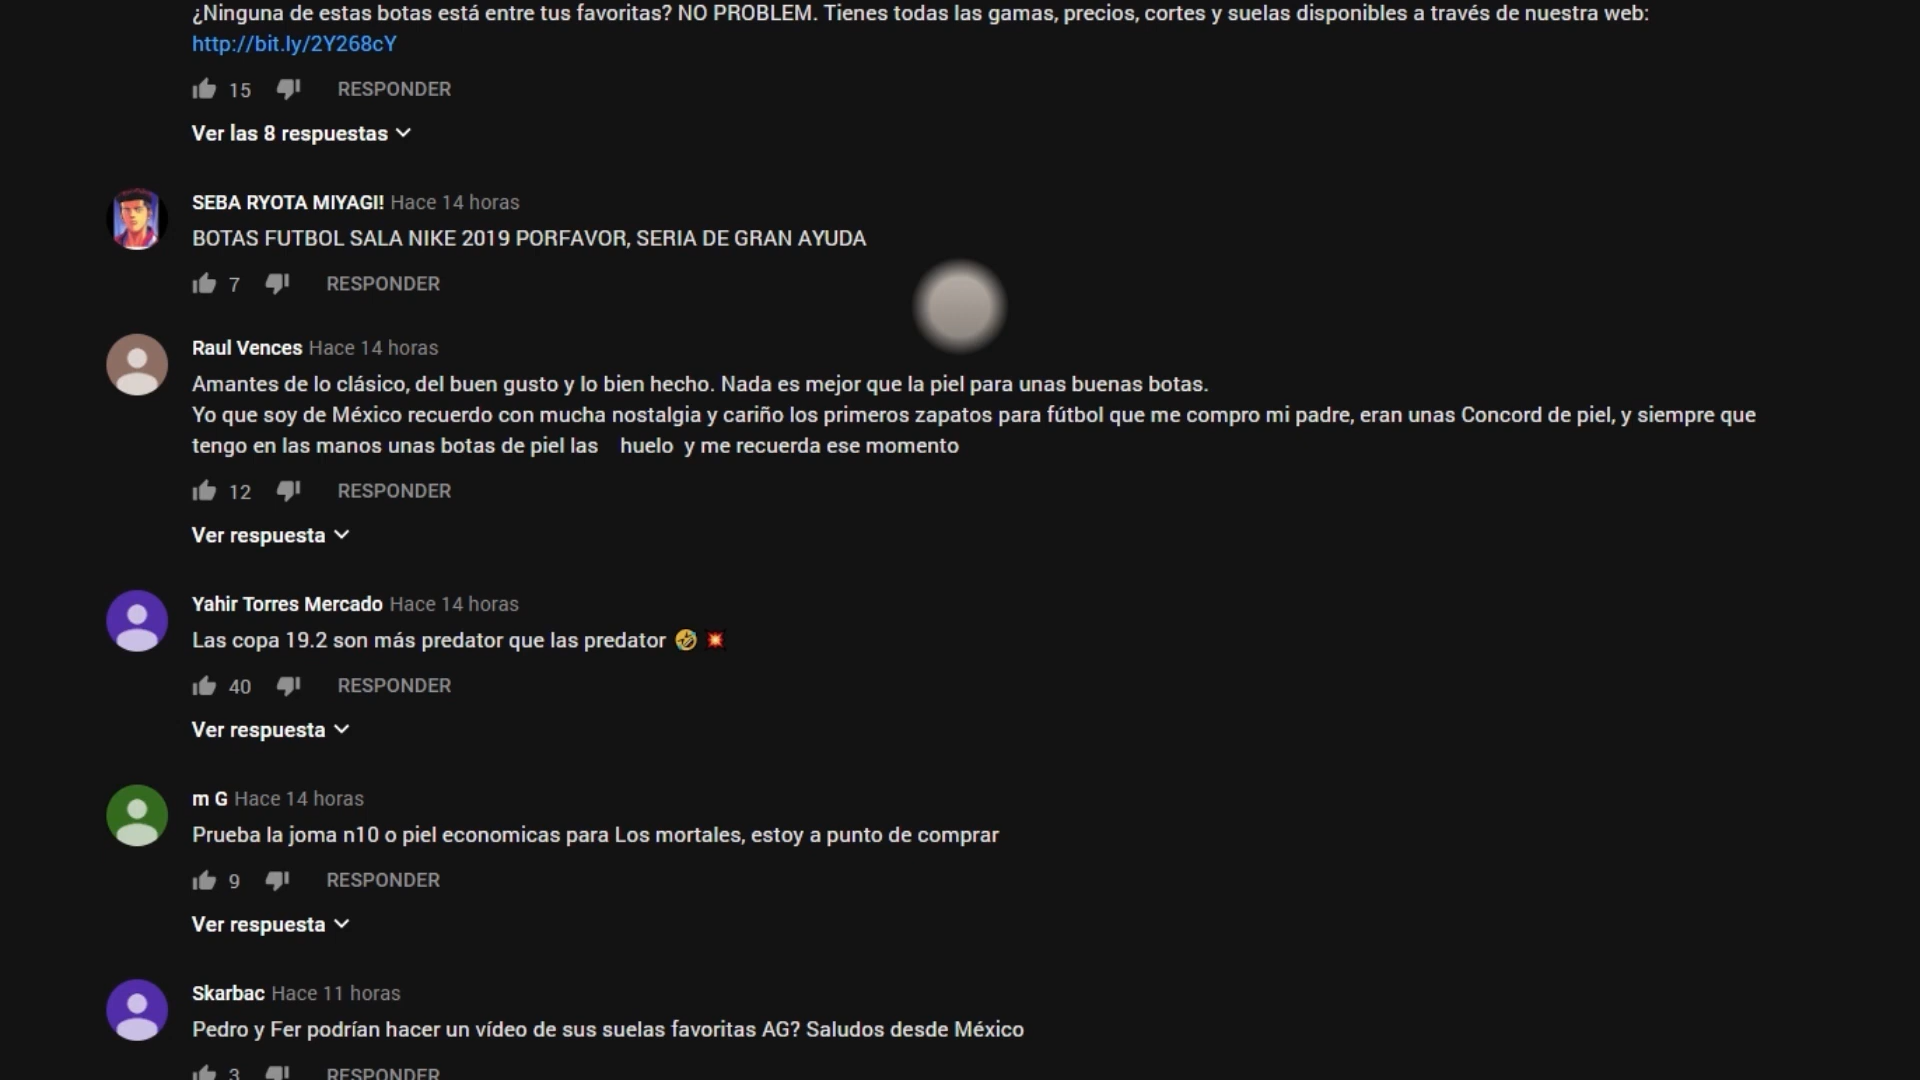 ¿Ninguna de estas botas está entre tus favoritas? NO PROBLEM. Tienes todas las gamas, precios, cortes y suelas disponibles a través de nuestra web:
http://bit.ly/2Y268cY
15 RESPONDER
Ver las 8 respuestas
SEBA RYOTA MIYAGI! Hace 14 horas
BOTAS FUTBOL SALA NIKE 2019 PORFAVOR, SERIA DE GRAN AYUDA
7 RESPONDER
Raul Vences Hace 14 horas
Amantes de lo clásico, del buen gusto y lo bien hecho. Nada es mejor que la piel para unas buenas botas.
Yo que soy de México recuerdo con mucha nostalgia y cariño los primeros zapatos para fútbol que me compro mi padre, eran unas Concord de piel, y siempre que
tengo en las manos unas botas de piel las huelo y me recuerda ese momento
12 RESPONDER
Ver respuesta
Yahir Torres Mercado Hace 14 horas
Las copa 19.2 son más predator que las predator 🤣 💥
40 RESPONDER
Ver respuesta
m G Hace 14 horas
Prueba la joma n10 o piel economicas para Los mortales, estoy a punto de comprar
9 RESPONDER
Ver respuesta
Skarbac Hace 11 horas
Pedro y Fer podrían hacer un vídeo de sus suelas favoritas AG? Saludos desde México
3 RESPONDER